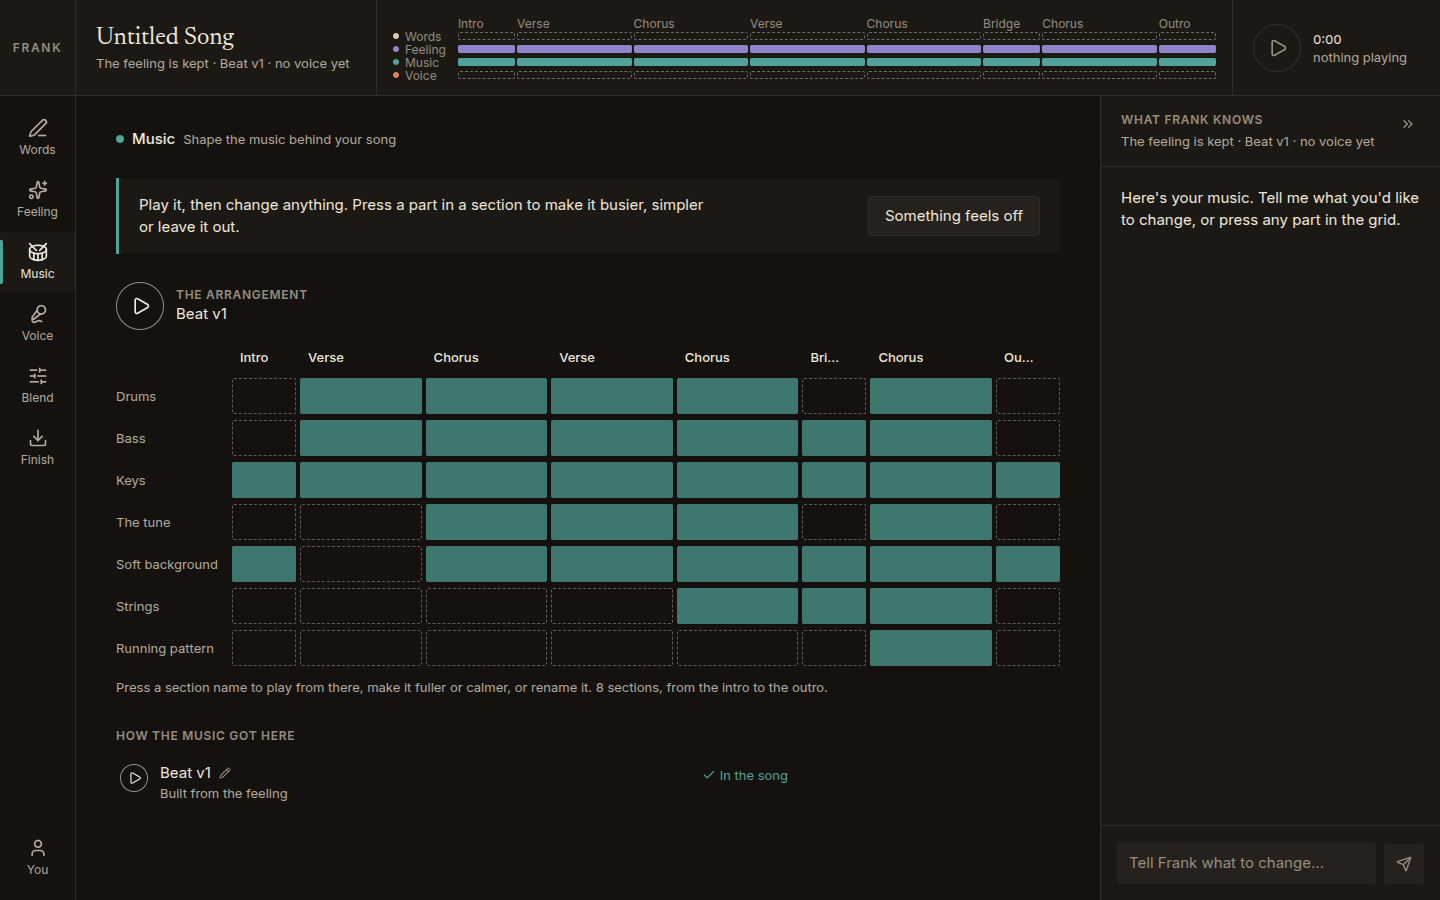 FRANK
Untitled Song
The feeling is kept · Beat v1 · no voice yet
Intro Verse Chorus Verse Chorus Bridge Chorus Outro
Words
Feeling
Music
Voice
0:00
nothing playing
Words
Feeling
Music
Voice
Blend
Finish
You
Music Shape the music behind your song
Play it, then change anything. Press a part in a section to make it busier, simpler
or leave it out.
Something feels off
THE ARRANGEMENT
Beat v1
Intro Verse Chorus Verse Chorus Bri... Chorus Ou...
Drums
Bass
Keys
The tune
Soft background
Strings
Running pattern
Press a section name to play from there, make it fuller or calmer, or rename it. 8 sections, from the intro to the outro.
HOW THE MUSIC GOT HERE
Beat v1
Built from the feeling
In the song
WHAT FRANK KNOWS
The feeling is kept · Beat v1 · no voice yet
Here's your music. Tell me what you'd like
to change, or press any part in the grid.
Tell Frank what to change...